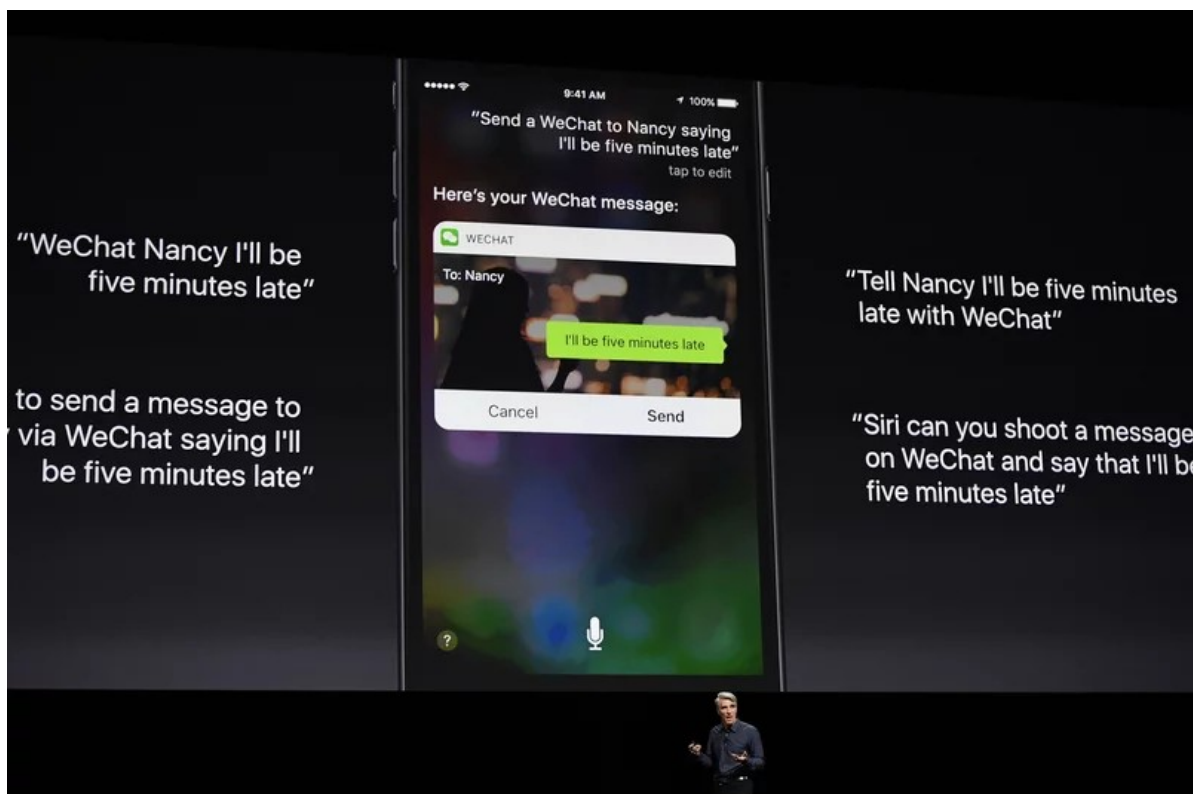 9:41 AM
100%
"Send a WeChat to Nancy saying
I'll be five minutes late"
tap to edit
Here's your WeChat message:
WECHAT
To: Nancy
I'll be five minutes late
Cancel
Send
?
"WeChat Nancy I'll be
five minutes late"
to send a message to
via WeChat saying I'll
be five minutes late"
"Tell Nancy I'll be five minutes
late with WeChat"
"Siri can you shoot a message
on WeChat and say that I'll be
five minutes late"